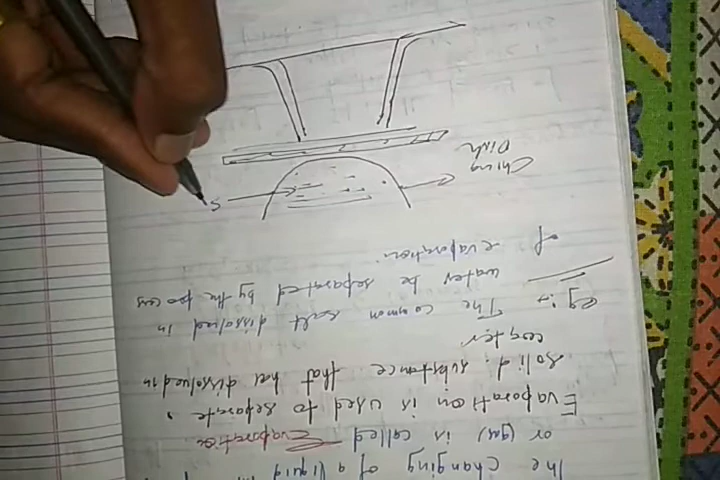 The changing of a liquid
or gas) is called Evaporation
Evaporation is used to separate
solid substance that has dissolved in
water
eg:- The common salt dissolved in
water be separated by the process
of evaporation.
S
Dish